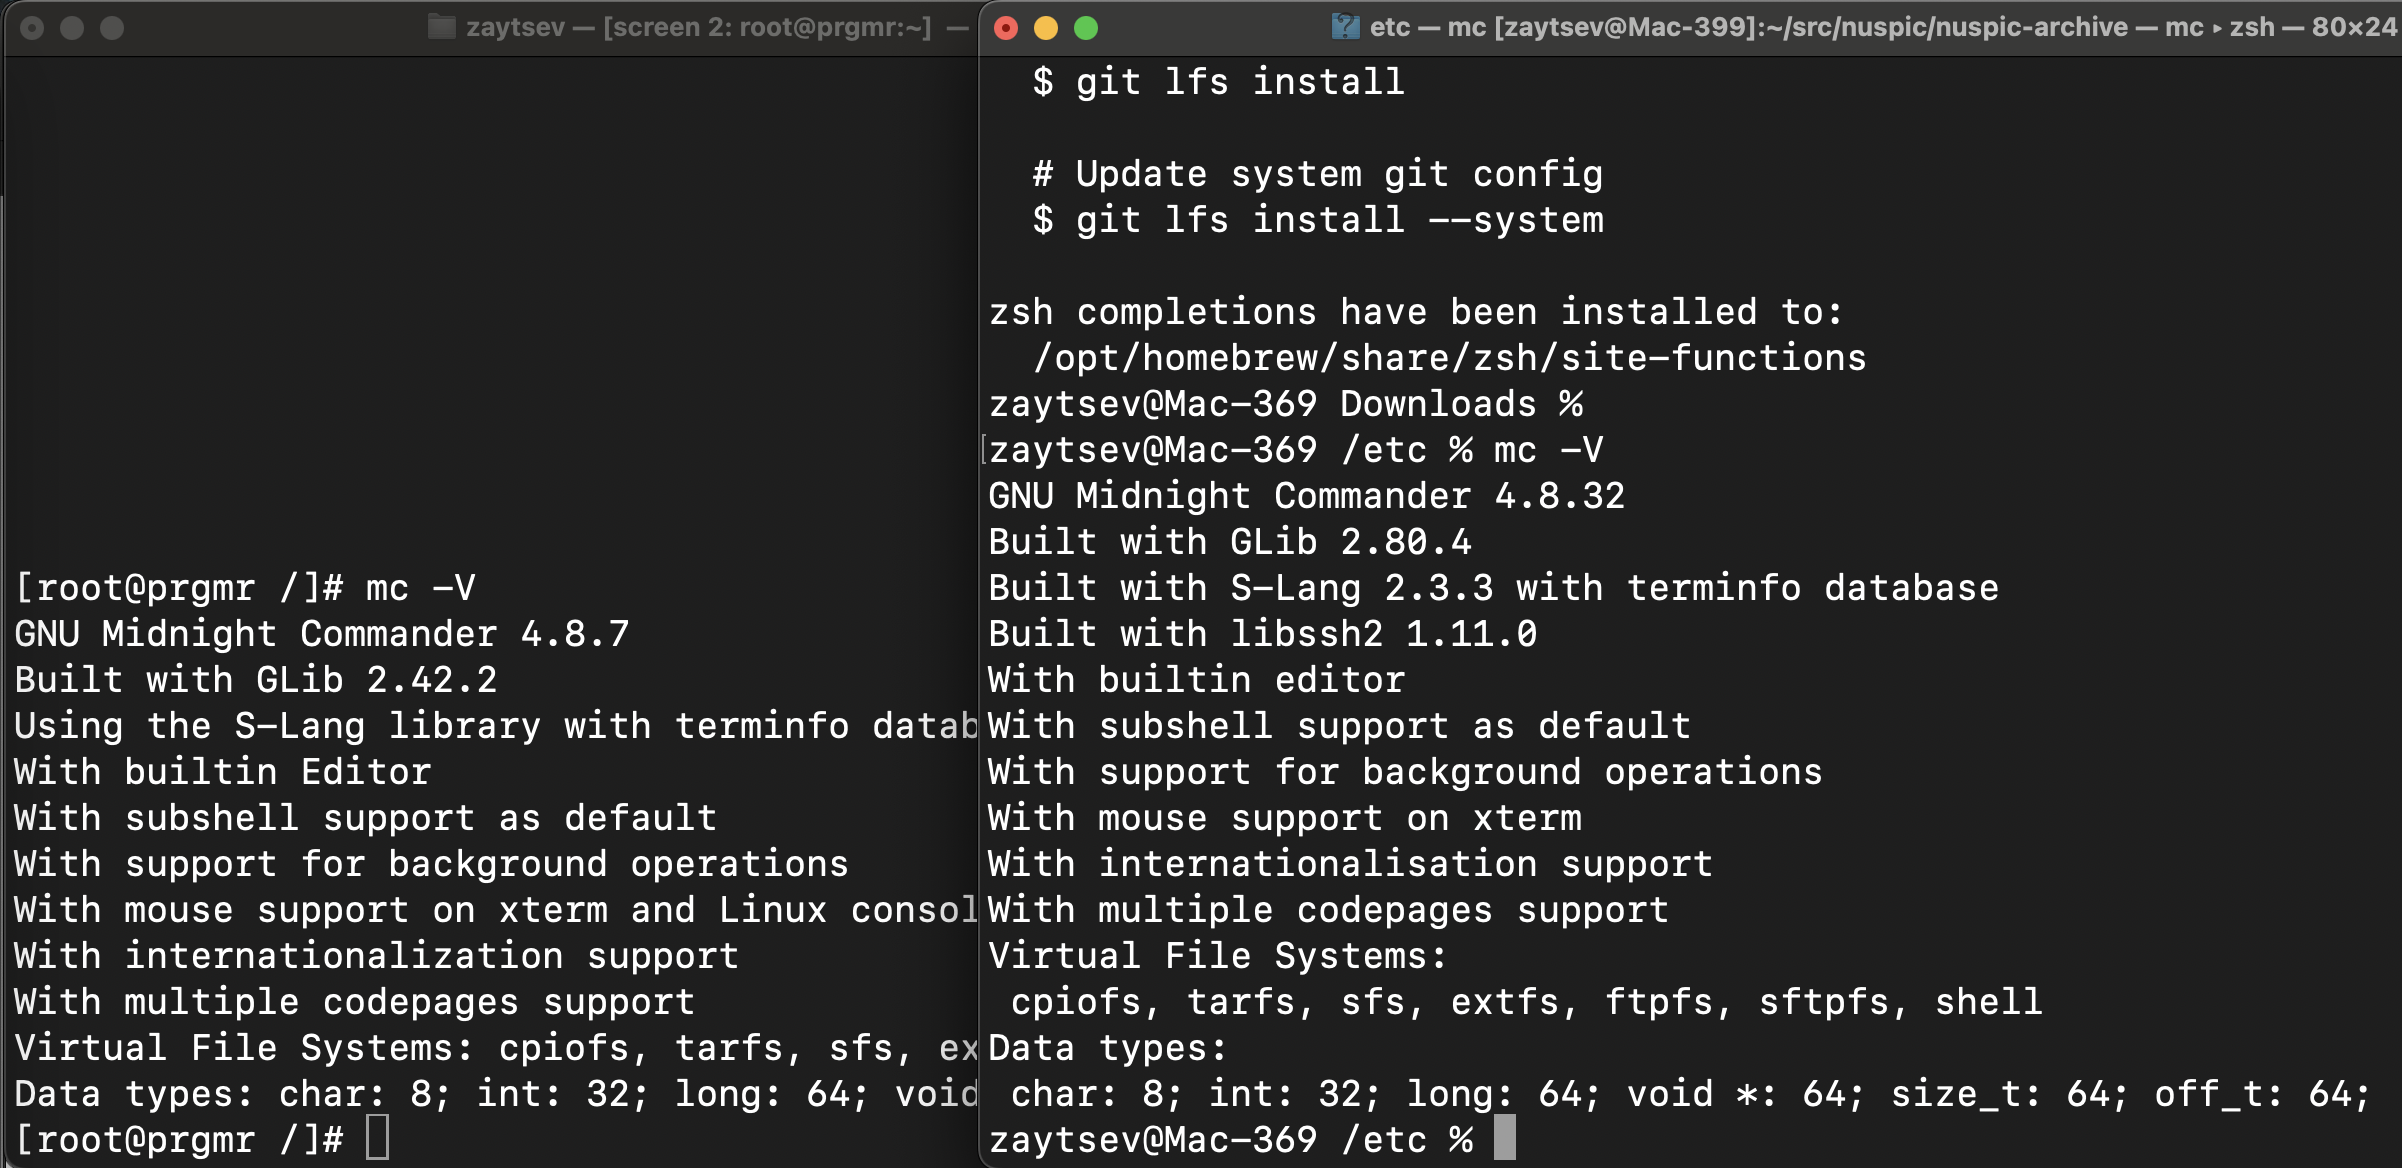 zaytsev — [screen 2: root@prgmr:~] —
[root@prgmr /]# mc -V
GNU Midnight Commander 4.8.7
Built with GLib 2.42.2
Using the S-Lang library with terminfo datab
With builtin Editor
With subshell support as default
With support for background operations
With mouse support on xterm and Linux consol
With internationalization support
With multiple codepages support
Virtual File Systems: cpiofs, tarfs, sfs, ex
Data types: char: 8; int: 32; long: 64; void
[root@prgmr /]#
etc — mc [zaytsev@Mac-399]:~/src/nuspic/nuspic-archive — mc ▸ zsh — 80×24
$ git lfs install
# Update system git config
$ git lfs install --system
zsh completions have been installed to:
/opt/homebrew/share/zsh/site-functions
zaytsev@Mac-369 Downloads %
[zaytsev@Mac-369 /etc % mc -V
GNU Midnight Commander 4.8.32
Built with GLib 2.80.4
Built with S-Lang 2.3.3 with terminfo database
Built with libssh2 1.11.0
With builtin editor
With subshell support as default
With support for background operations
With mouse support on xterm
With internationalisation support
With multiple codepages support
Virtual File Systems:
cpiofs, tarfs, sfs, extfs, ftpfs, sftpfs, shell
Data types:
char: 8; int: 32; long: 64; void *: 64; size_t: 64; off_t: 64;
zaytsev@Mac-369 /etc %